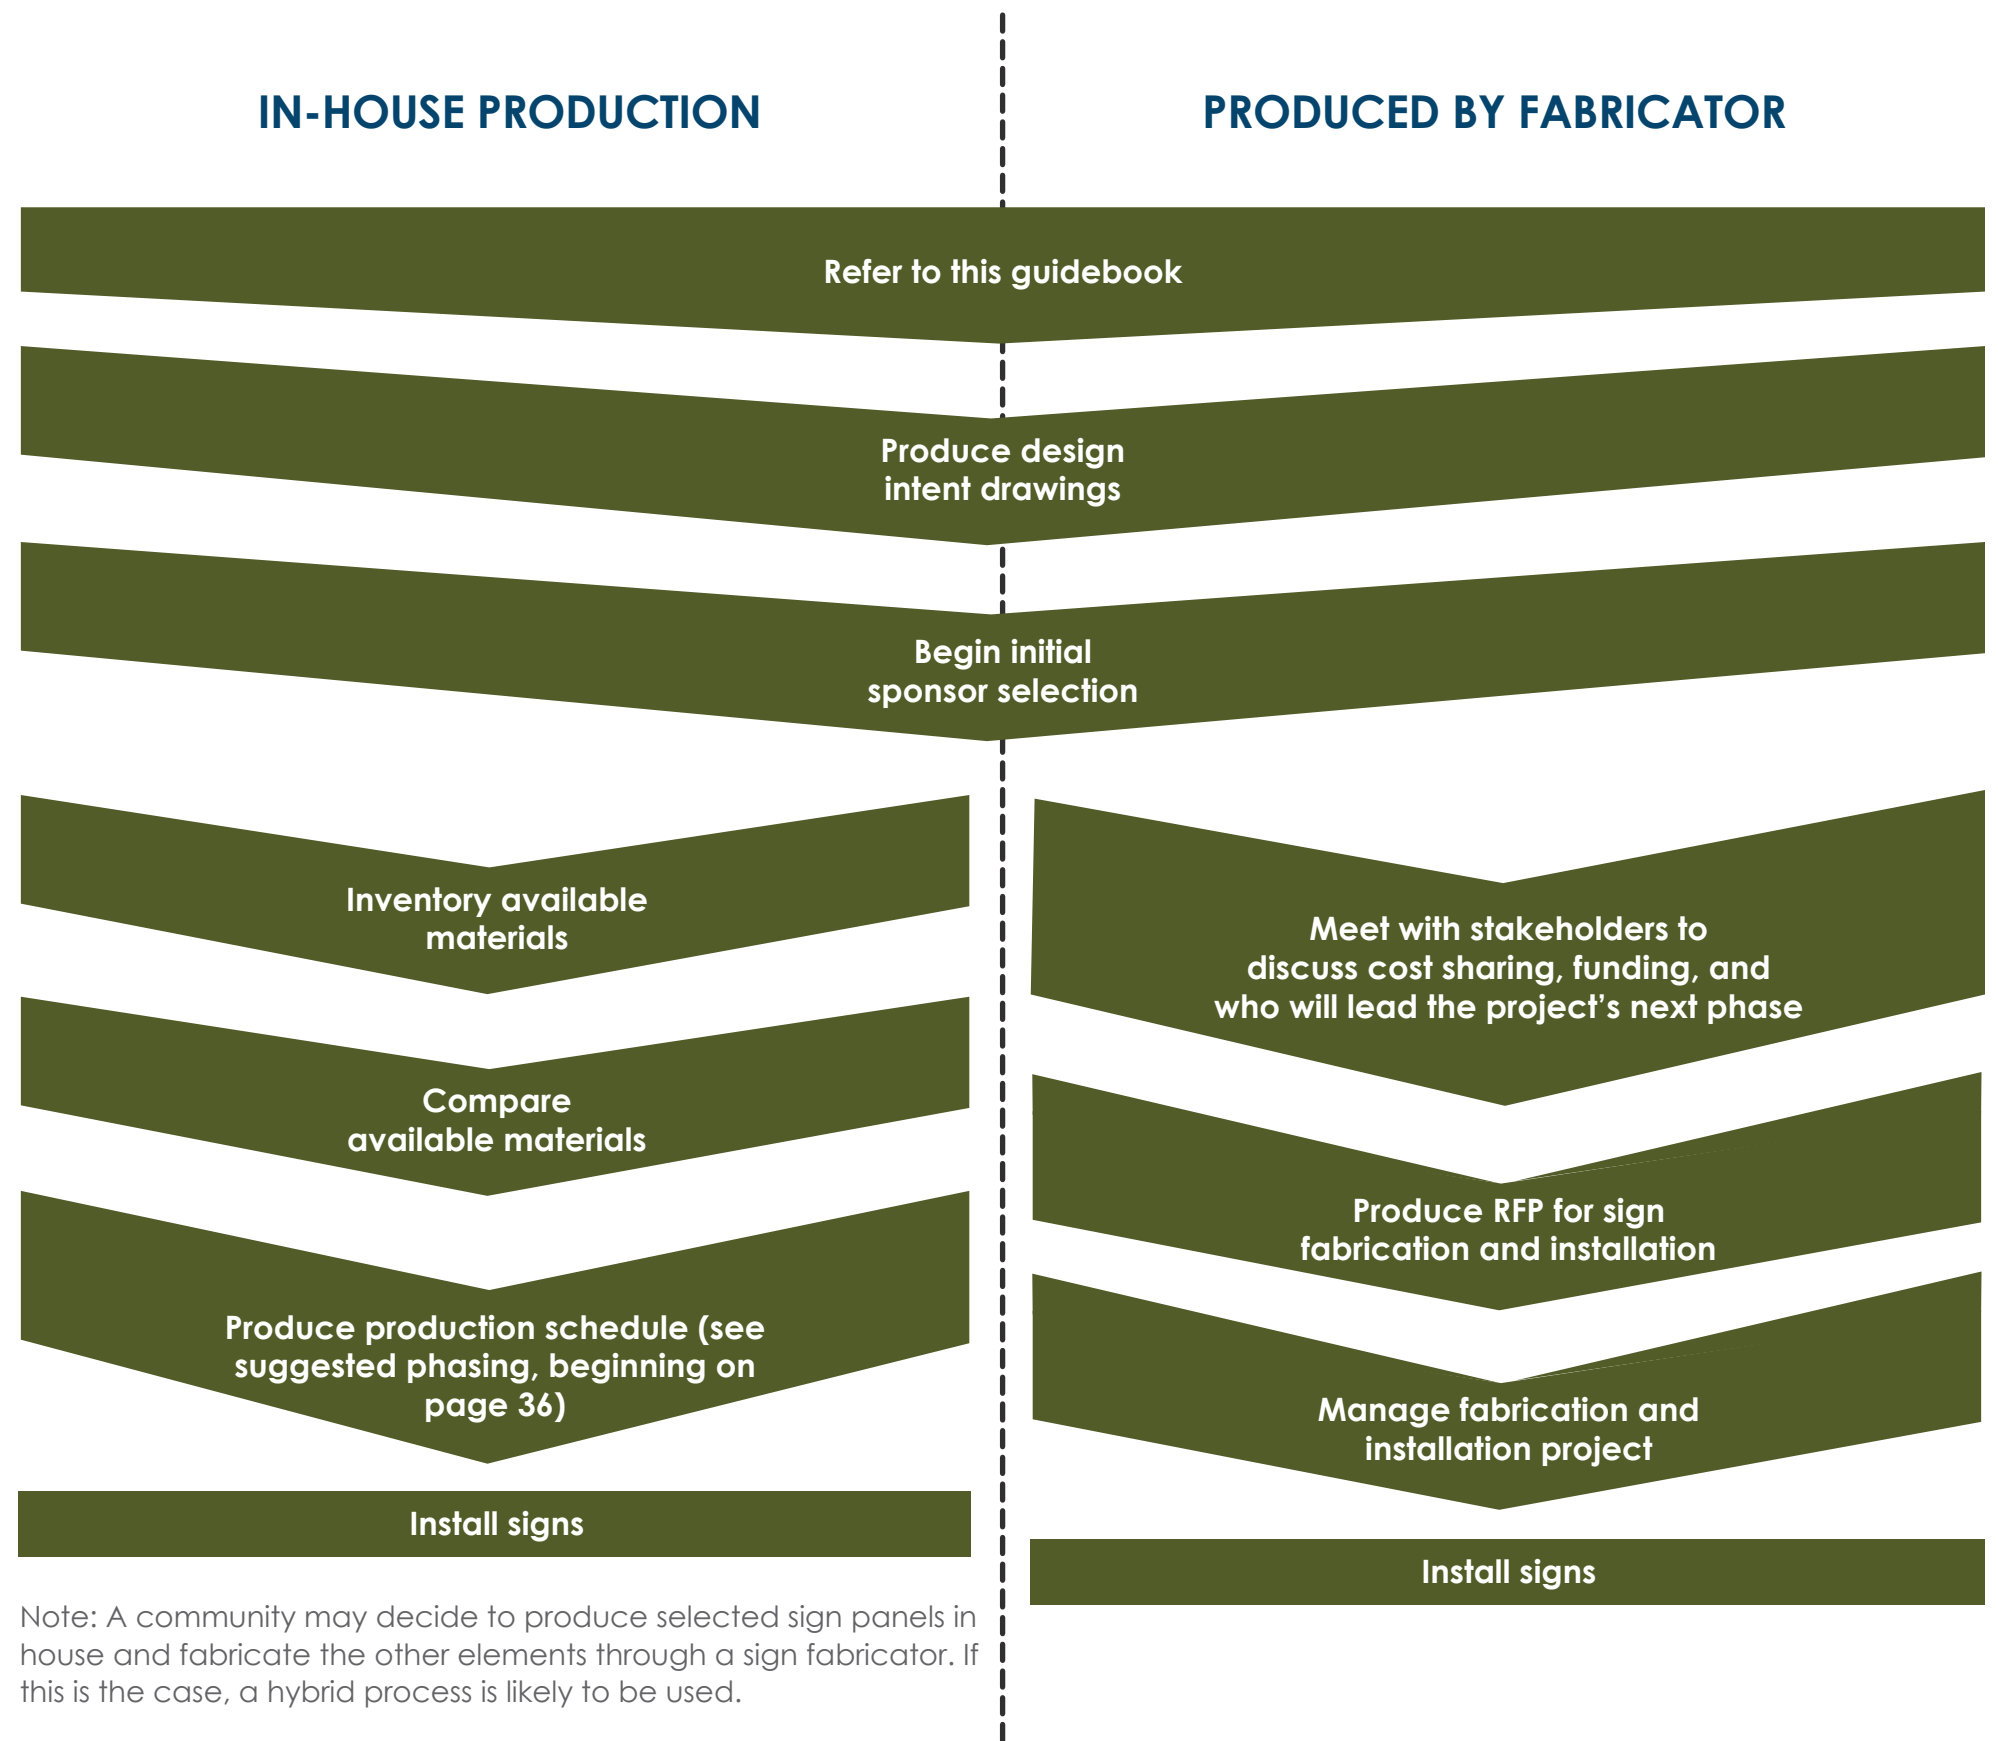 IN-HOUSE PRODUCTION
PRODUCED BY FABRICATOR
Refer to this guidebook
Produce design
intent drawings
Begin initial
sponsor selection
Inventory available
materials
Compare
available materials
Produce production schedule (see
suggested phasing, beginning on
page 36)
Install signs
Note: A community may decide to produce selected sign panels in
house and fabricate the other elements through a sign fabricator. If
this is the case, a hybrid process is likely to be used.
Meet with stakeholders to
discuss cost sharing, funding, and
who will lead the project’s next phase
Produce RFP for sign
fabrication and installation
Manage fabrication and
installation project
Install signs